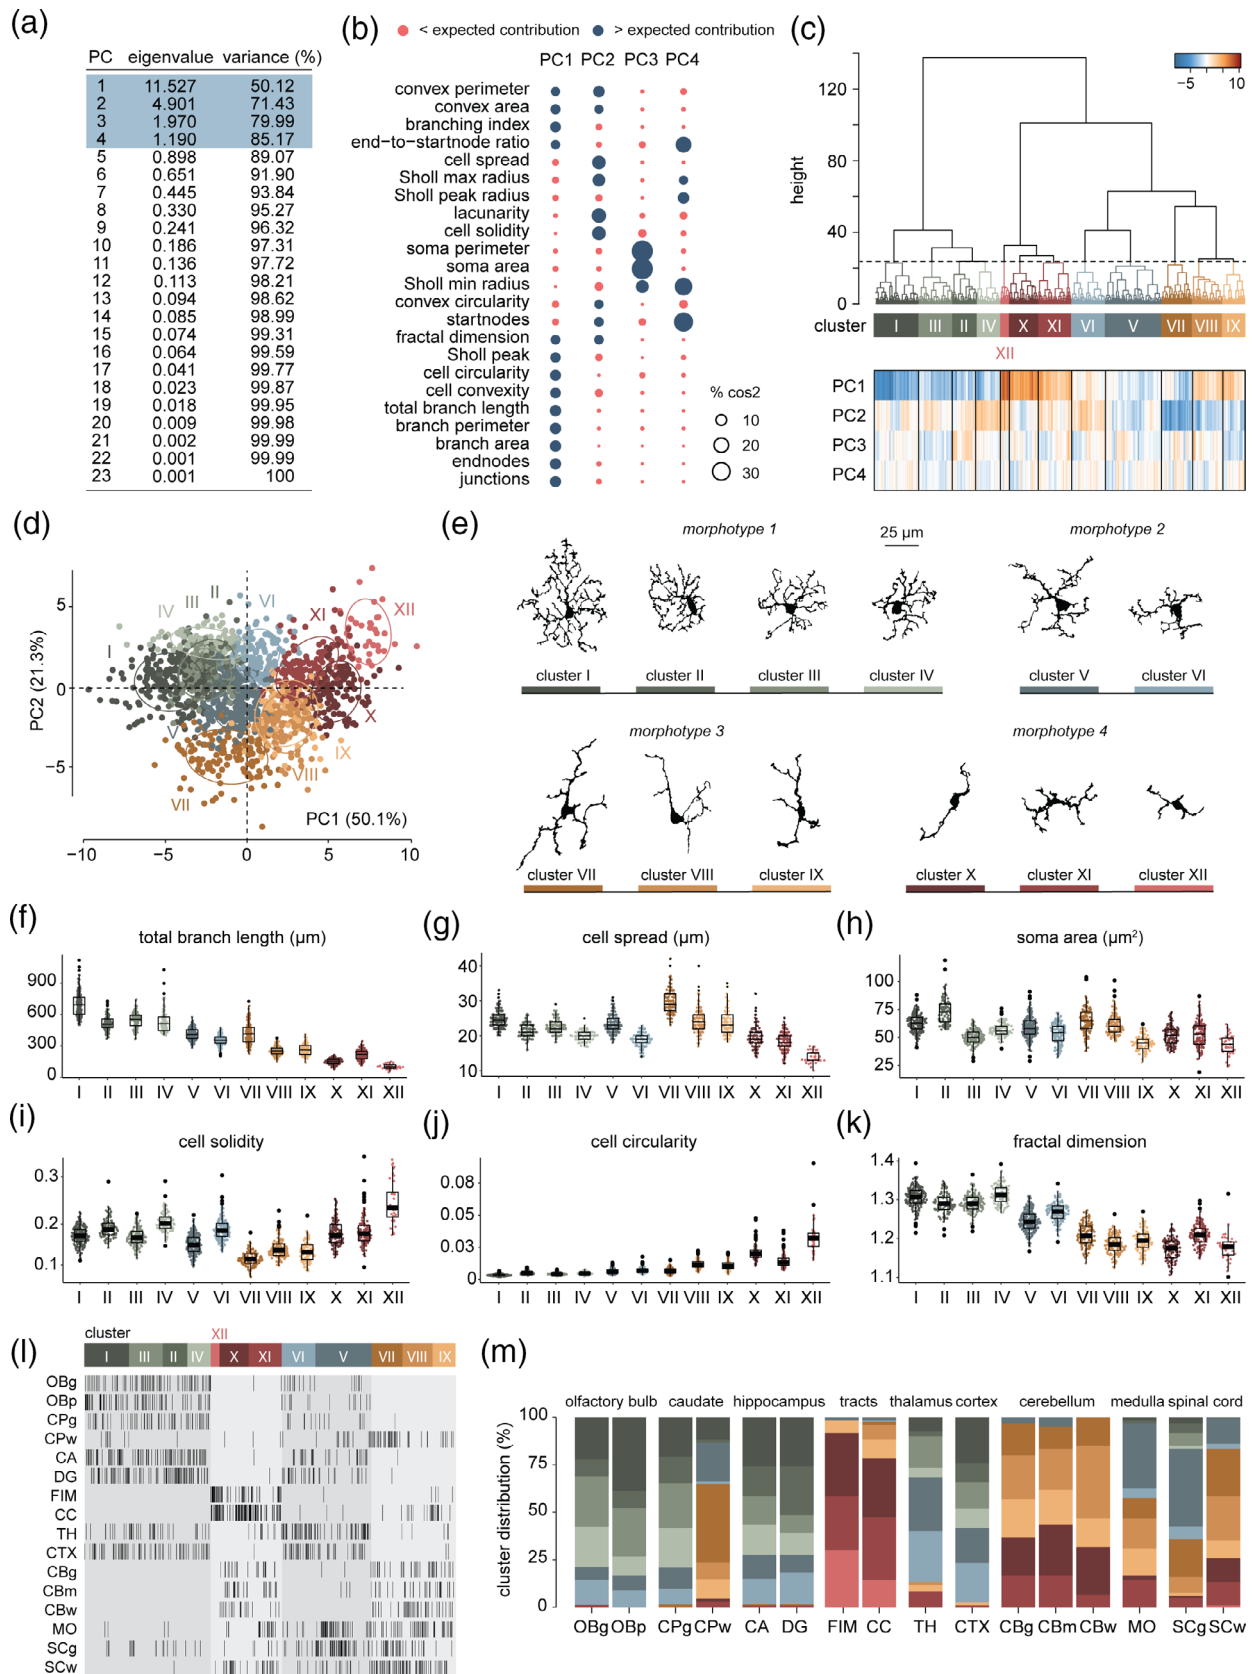 (a)
PC eigenvalue variance (%)
1 11.527 50.12
2 4.901 71.43
3 1.970 79.99
4 1.190 85.17
5 0.898 89.07
6 0.651 91.90
7 0.445 93.84
8 0.330 95.27
9 0.241 96.32
10 0.186 97.31
11 0.136 97.72
12 0.113 98.21
13 0.094 98.62
14 0.085 98.99
15 0.074 99.31
16 0.064 99.59
17 0.041 99.77
18 0.023 99.87
19 0.018 99.95
20 0.009 99.98
21 0.002 99.99
22 0.001 99.99
23 0.001 100
(b)
< expected contribution > expected contribution
PC1 PC2 PC3 PC4
convex perimeter
convex area
branching index
end−to−startnode ratio
cell spread
Sholl max radius
Sholl peak radius
lacunarity
cell solidity
soma perimeter
soma area
Sholl min radius
convex circularity
startnodes
fractal dimension
Sholl peak
cell circularity
cell convexity
total branch length
branch perimeter
branch area
endnodes
junctions
% cos2
10
20
30
(c)
−5 10 10
height
120
80
40
0
cluster I III II IV X XI VI V VII VIII IX
XII
PC1
PC2
PC3
PC4
(d)
PC2 (21.3%)
5
0
−5
I IV III II VI XI XII
V X
VII VIII IX
PC1 (50.1%)
−10 −5 0 5 10
(e)
morphotype 1 25 µm morphotype 2
cluster I cluster II cluster III cluster IV cluster V cluster VI
morphotype 3 morphotype 4
cluster VII cluster VIII cluster IX cluster X cluster XI cluster XII
(f)
total branch length (µm)
900
600
300
0
I II III IV V VI VII VIII IX X XI XII
(g)
cell spread (µm)
40
30
20
10
I II III IV V VI VII VIII IX X XI XII
(h)
soma area (µm²)
100
75
50
25
I II III IV V VI VII VIII IX X XI XII
(i)
cell solidity
0.3
0.2
0.1
I II III IV V VI VII VIII IX X XI XII
(j)
cell circularity
0.08
0.05
0.03
0
I II III IV V VI VII VIII IX X XI XII
(k)
fractal dimension
1.4
1.3
1.2
1.1
I II III IV V VI VII VIII IX X XI XII
(l)
cluster XII
I III II IV X XI VI V VII VIII IX
OBg
OBp
CPg
CPw
CA
DG
FIM
CC
TH
CTX
CBg
CBm
CBw
MO
SCg
SCw
(m)
olfactory bulb caudate hippocampus tracts thalamus cortex cerebellum medulla spinal cord
cluster distribution (%)
100
75
50
25
0
OBg OBp CPg CPw CA DG FIM CC TH CTX CBg CBm CBw MO SCg SCw